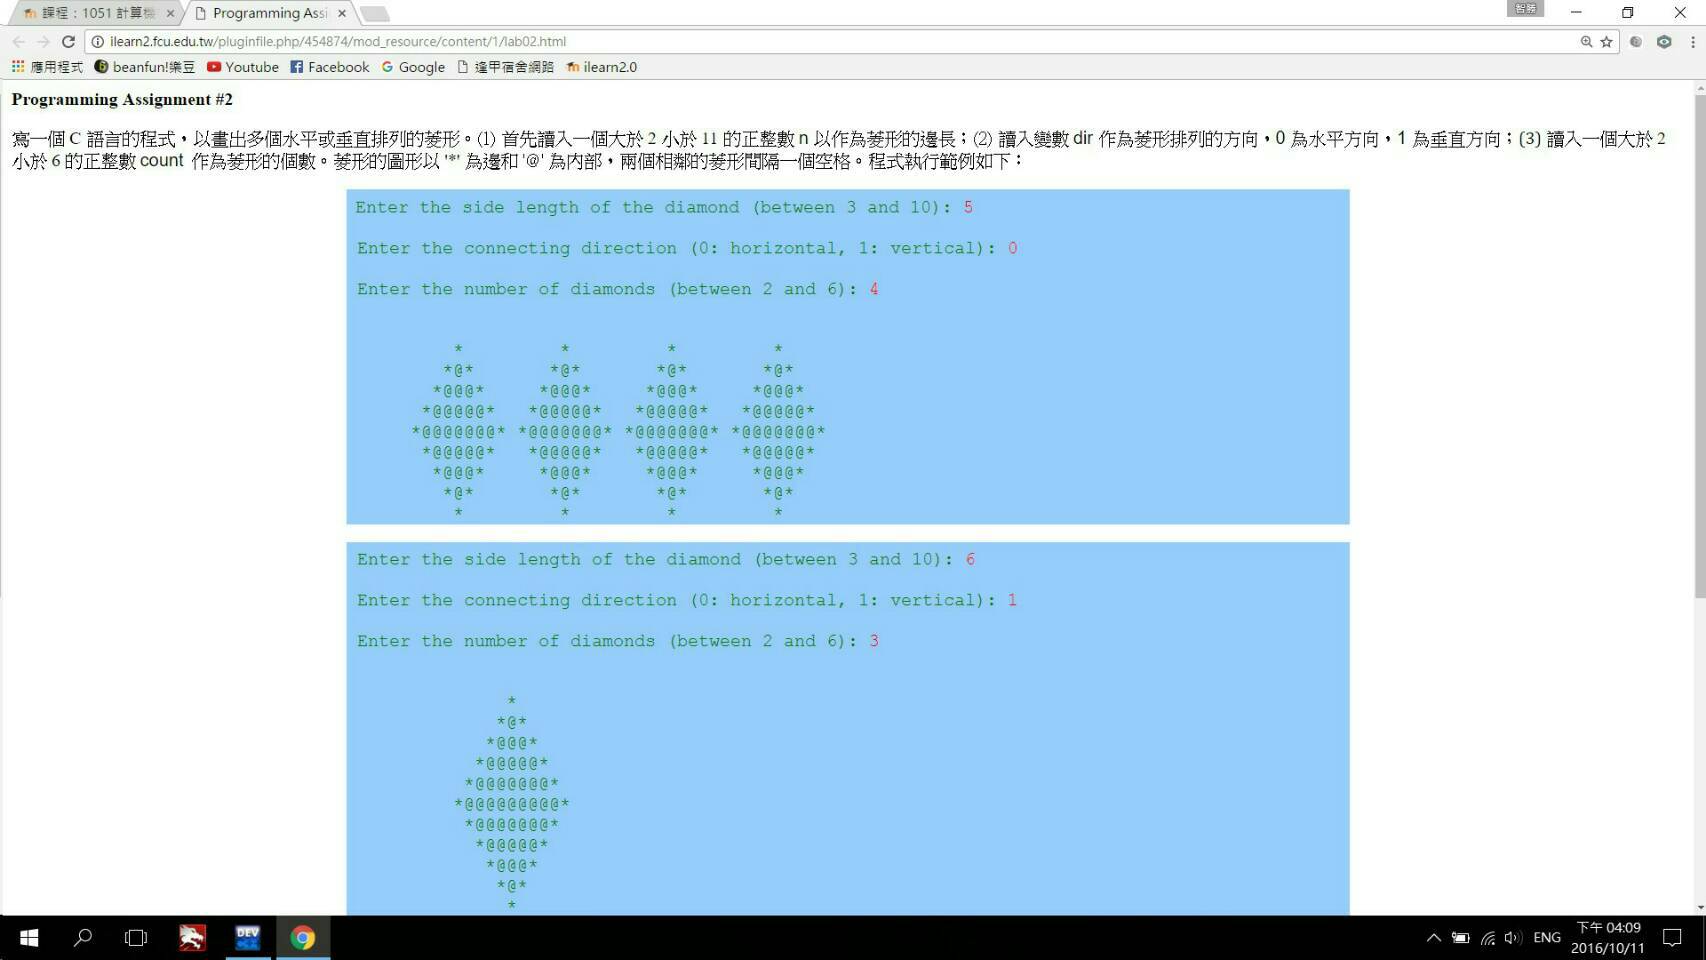 課程：1051 計算機
Programming Assi
智勝
ilearn2.fcu.edu.tw/pluginfile.php/454874/mod_resource/content/1/lab02.html
應用程式 beanfun!樂豆 Youtube Facebook Google 逢甲宿舍網路 ilearn2.0
Programming Assignment #2
寫一個 C 語言的程式，以畫出多個水平或垂直排列的菱形。(1) 首先讀入一個大於 2 小於 11 的正整數 n 以作為菱形的邊長；(2) 讀入變數 dir 作為菱形排列的方向，0 為水平方向，1 為垂直方向；(3) 讀入一個大於 2
小於 6 的正整數 count 作為菱形的個數。菱形的圖形以 '*' 為邊和 '@' 為內部，兩個相鄰的菱形間隔一個空格。程式執行範例如下：
Enter the side length of the diamond (between 3 and 10): 5
Enter the connecting direction (0: horizontal, 1: vertical): 0
Enter the number of diamonds (between 2 and 6): 4
* * * *
*@* *@* *@* *@*
*@@@* *@@@* *@@@* *@@@*
*@@@@@* *@@@@@* *@@@@@* *@@@@@*
*@@@@@@@* *@@@@@@@* *@@@@@@@* *@@@@@@@*
*@@@@@* *@@@@@* *@@@@@* *@@@@@*
*@@@* *@@@* *@@@* *@@@*
*@* *@* *@* *@*
* * * *
Enter the side length of the diamond (between 3 and 10): 6
Enter the connecting direction (0: horizontal, 1: vertical): 1
Enter the number of diamonds (between 2 and 6): 3
*
*@*
*@@@*
*@@@@@*
*@@@@@@@*
*@@@@@@@@@*
*@@@@@@@*
*@@@@@*
*@@@*
*@*
*
DEV
ENG
下午 04:09
2016/10/11